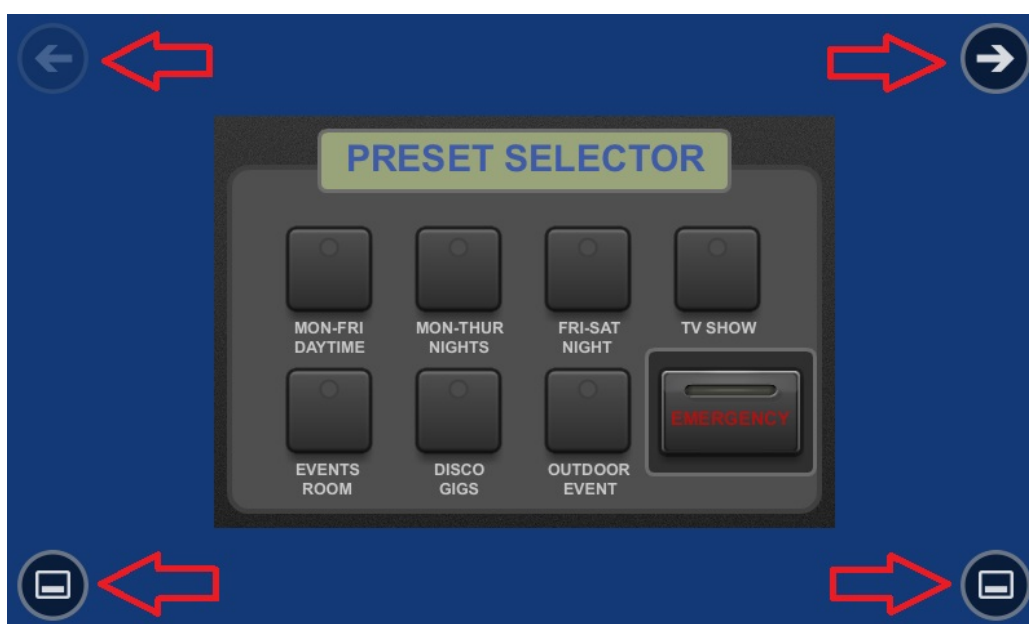 PRESET SELECTOR
MON-FRI
DAYTIME
MON-THUR
NIGHTS
FRI-SAT
NIGHT
TV SHOW
EVENTS
ROOM
DISCO
GIGS
OUTDOOR
EVENT
EMERGENCY